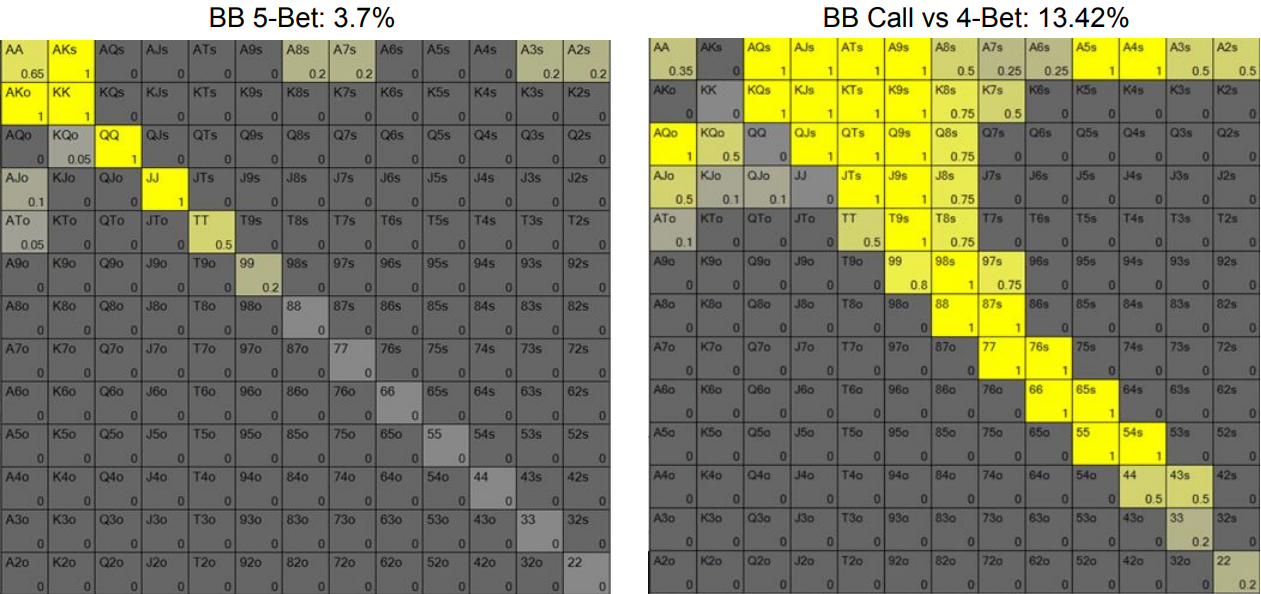 BB 5-Bet: 3.7%
AA AKs AQs AJs ATs A9s A8s A7s A6s A5s A4s A3s A2s
0.65 1 0 0 0 0 0.2 0.2 0 0 0 0.2 0.2
AKo KK KQs KJs KTs K9s K8s K7s K6s K5s K4s K3s K2s
1 1 0 0 0 0 0 0 0 0 0 0 0
AQo KQo QQ QJs QTs Q9s Q8s Q7s Q6s Q5s Q4s Q3s Q2s
0 0.05 1 0 0 0 0 0 0 0 0 0 0
AJo KJo QJo JJ JTs J9s J8s J7s J6s J5s J4s J3s J2s
0.1 0 0 1 0 0 0 0 0 0 0 0 0
ATo KTo QTo JTo TT T9s T8s T7s T6s T5s T4s T3s T2s
0.05 0 0 0 0.5 0 0 0 0 0 0 0 0
A9o K9o Q9o J9o T9o 99 98s 97s 96s 95s 94s 93s 92s
0 0 0 0 0 0.2 0 0 0 0 0 0 0
A8o K8o Q8o J8o T8o 98o 88 87s 86s 85s 84s 83s 82s
0 0 0 0 0 0 0 0 0 0 0 0 0
A7o K7o Q7o J7o T7o 97o 87o 77 76s 75s 74s 73s 72s
0 0 0 0 0 0 0 0 0 0 0 0 0
A6o K6o Q6o J6o T6o 96o 86o 76o 66 65s 64s 63s 62s
0 0 0 0 0 0 0 0 0 0 0 0 0
A5o K5o Q5o J5o T5o 95o 85o 75o 65o 55 54s 53s 52s
0 0 0 0 0 0 0 0 0 0 0 0 0
A4o K4o Q4o J4o T4o 94o 84o 74o 64o 54o 44 43s 42s
0 0 0 0 0 0 0 0 0 0 0 0 0
A3o K3o Q3o J3o T3o 93o 83o 73o 63o 53o 43o 33 32s
0 0 0 0 0 0 0 0 0 0 0 0 0
A2o K2o Q2o J2o T2o 92o 82o 72o 62o 52o 42o 32o 22
0 0 0 0 0 0 0 0 0 0 0 0 0
BB Call vs 4-Bet: 13.42%
AA AKs AQs AJs ATs A9s A8s A7s A6s A5s A4s A3s A2s
0.35 0 1 1 1 1 0.5 0.25 0.25 1 1 0.5 0.5
AKo KK KQs KJs KTs K9s K8s K7s K6s K5s K4s K3s K2s
0 0 1 1 1 1 0.75 0.5 0 0 0 0 0
AQo KQo QQ QJs QTs Q9s Q8s Q7s Q6s Q5s Q4s Q3s Q2s
1 0.5 0 1 1 1 0.75 0 0 0 0 0 0
AJo KJo QJo JJ JTs J9s J8s J7s J6s J5s J4s J3s J2s
0.5 0.1 0.1 0 1 1 0.75 0 0 0 0 0 0
ATo KTo QTo JTo TT T9s T8s T7s T6s T5s T4s T3s T2s
0.1 0 0 0 0.5 1 0.75 0 0 0 0 0 0
A9o K9o Q9o J9o T9o 99 98s 97s 96s 95s 94s 93s 92s
0 0 0 0 0 0.8 1 0.75 0 0 0 0 0
A8o K8o Q8o J8o T8o 98o 88 87s 86s 85s 84s 83s 82s
0 0 0 0 0 0 1 1 0 0 0 0 0
A7o K7o Q7o J7o T7o 97o 87o 77 76s 75s 74s 73s 72s
0 0 0 0 0 0 0 1 1 0 0 0 0
A6o K6o Q6o J6o T6o 96o 86o 76o 66 65s 64s 63s 62s
0 0 0 0 0 0 0 0 1 1 0 0 0
A5o K5o Q5o J5o T5o 95o 85o 75o 65o 55 54s 53s 52s
0 0 0 0 0 0 0 0 0 1 1 0 0
A4o K4o Q4o J4o T4o 94o 84o 74o 64o 54o 44 43s 42s
0 0 0 0 0 0 0 0 0 0 0.5 0.5 0
A3o K3o Q3o J3o T3o 93o 83o 73o 63o 53o 43o 33 32s
0 0 0 0 0 0 0 0 0 0 0 0.2 0
A2o K2o Q2o J2o T2o 92o 82o 72o 62o 52o 42o 32o 22
0 0 0 0 0 0 0 0 0 0 0 0 0.2